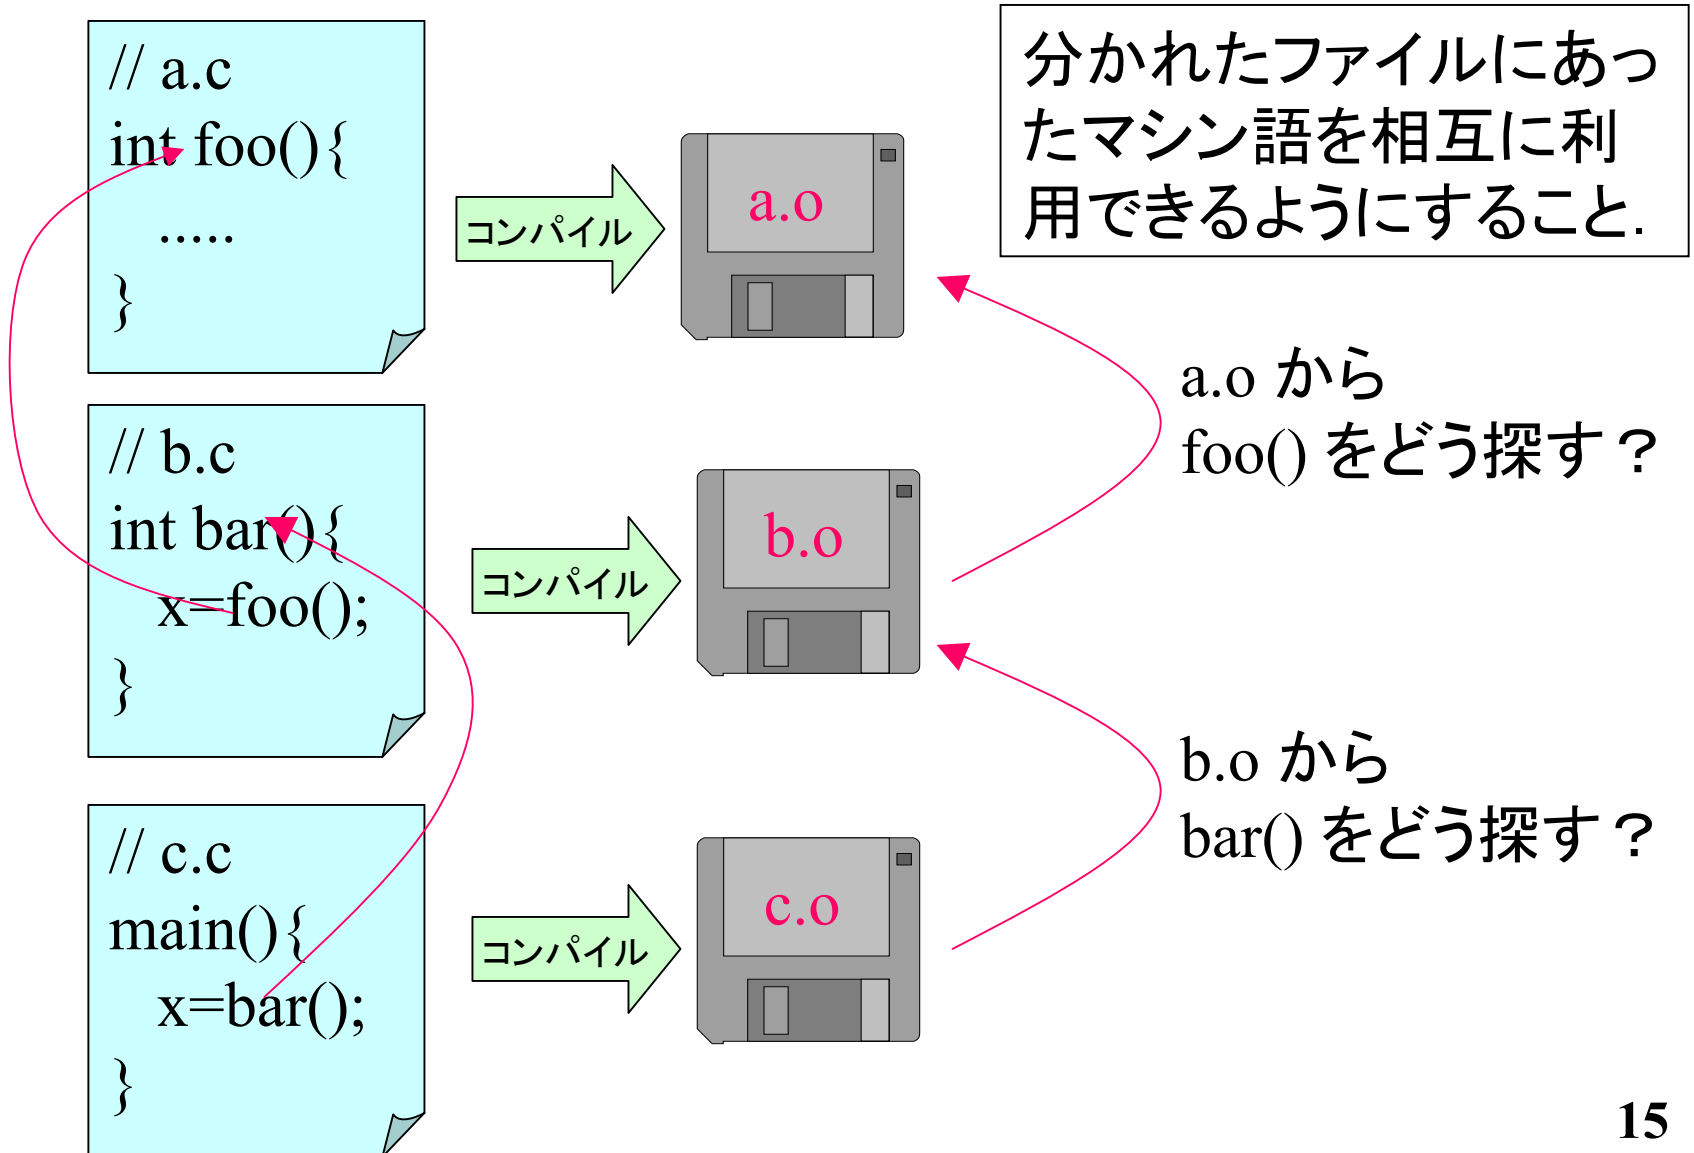 // a.c
int foo(){
.....
}
コンパイル
a.o
分かれたファイルにあっ
たマシン語を相互に利
用できるようにすること.
a.o から
foo() をどう探す？
// b.c
int bar(){
x=foo();
}
コンパイル
b.o
b.o から
bar() をどう探す？
// c.c
main(){
x=bar();
}
コンパイル
c.o
15